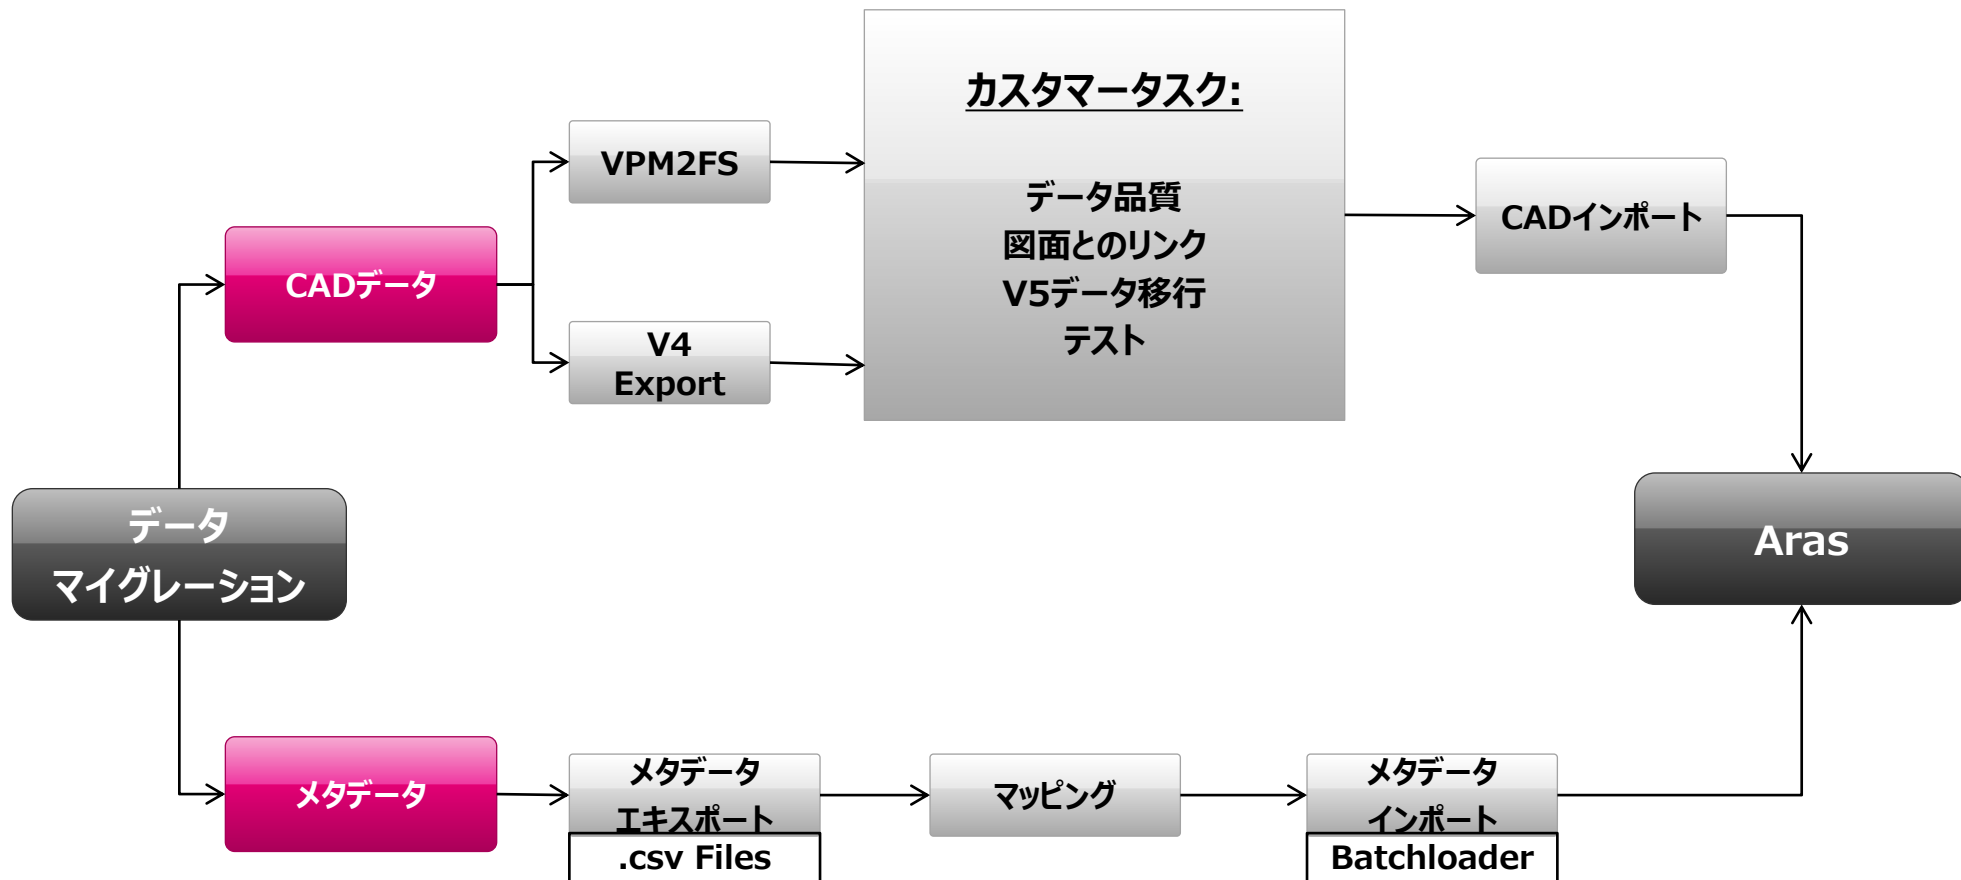 カスタマータスク:
データ品質
図面とのリンク
V5データ移行
テスト
VPM2FS
CADインポート
CADデータ
V4
Export
データ
マイグレーション
Aras
メタデータ
メタデータ
エキスポート
.csv Files
マッピング
メタデータ
インポート
Batchloader